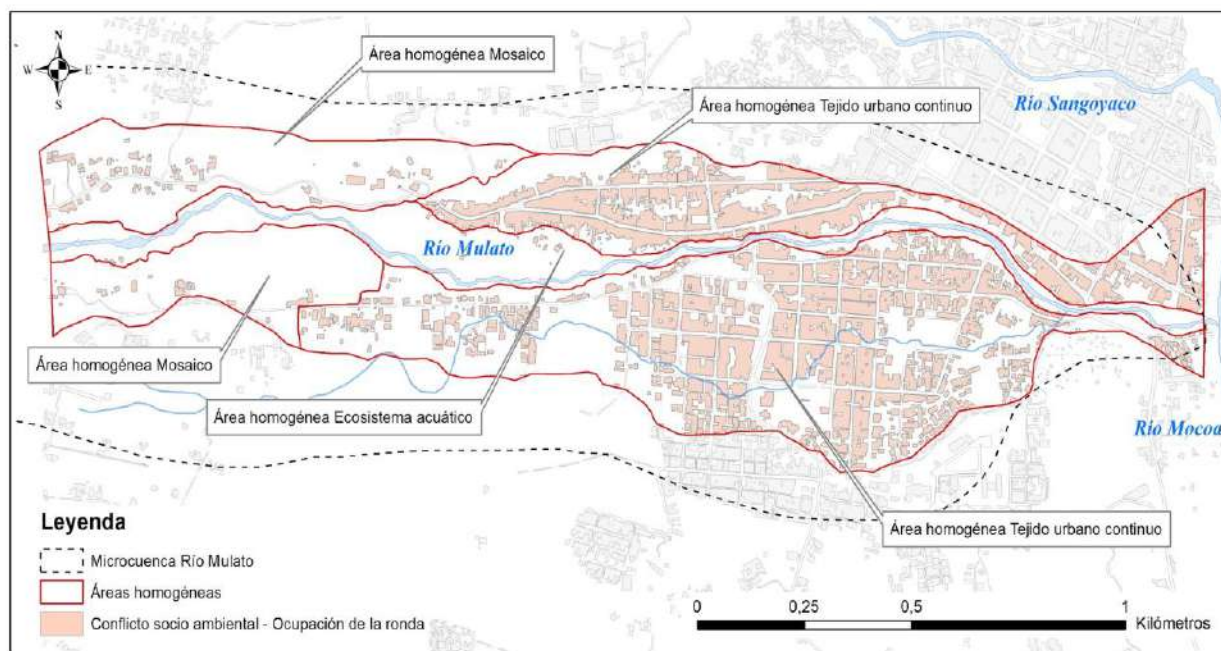 N
W E
S
Área homogénea Mosaico
Área homogénea Tejido urbano continuo
Río Sangoyaco
Río Mulato
Área homogénea Mosaico
Área homogénea Ecosistema acuático
Río Mocoa
Área homogénea Tejido urbano continuo
Leyenda
Microcuenca Río Mulato
Áreas homogéneas
Conflicto socio ambiental - Ocupación de la ronda
0 0,25 0,5 1
Kilómetros